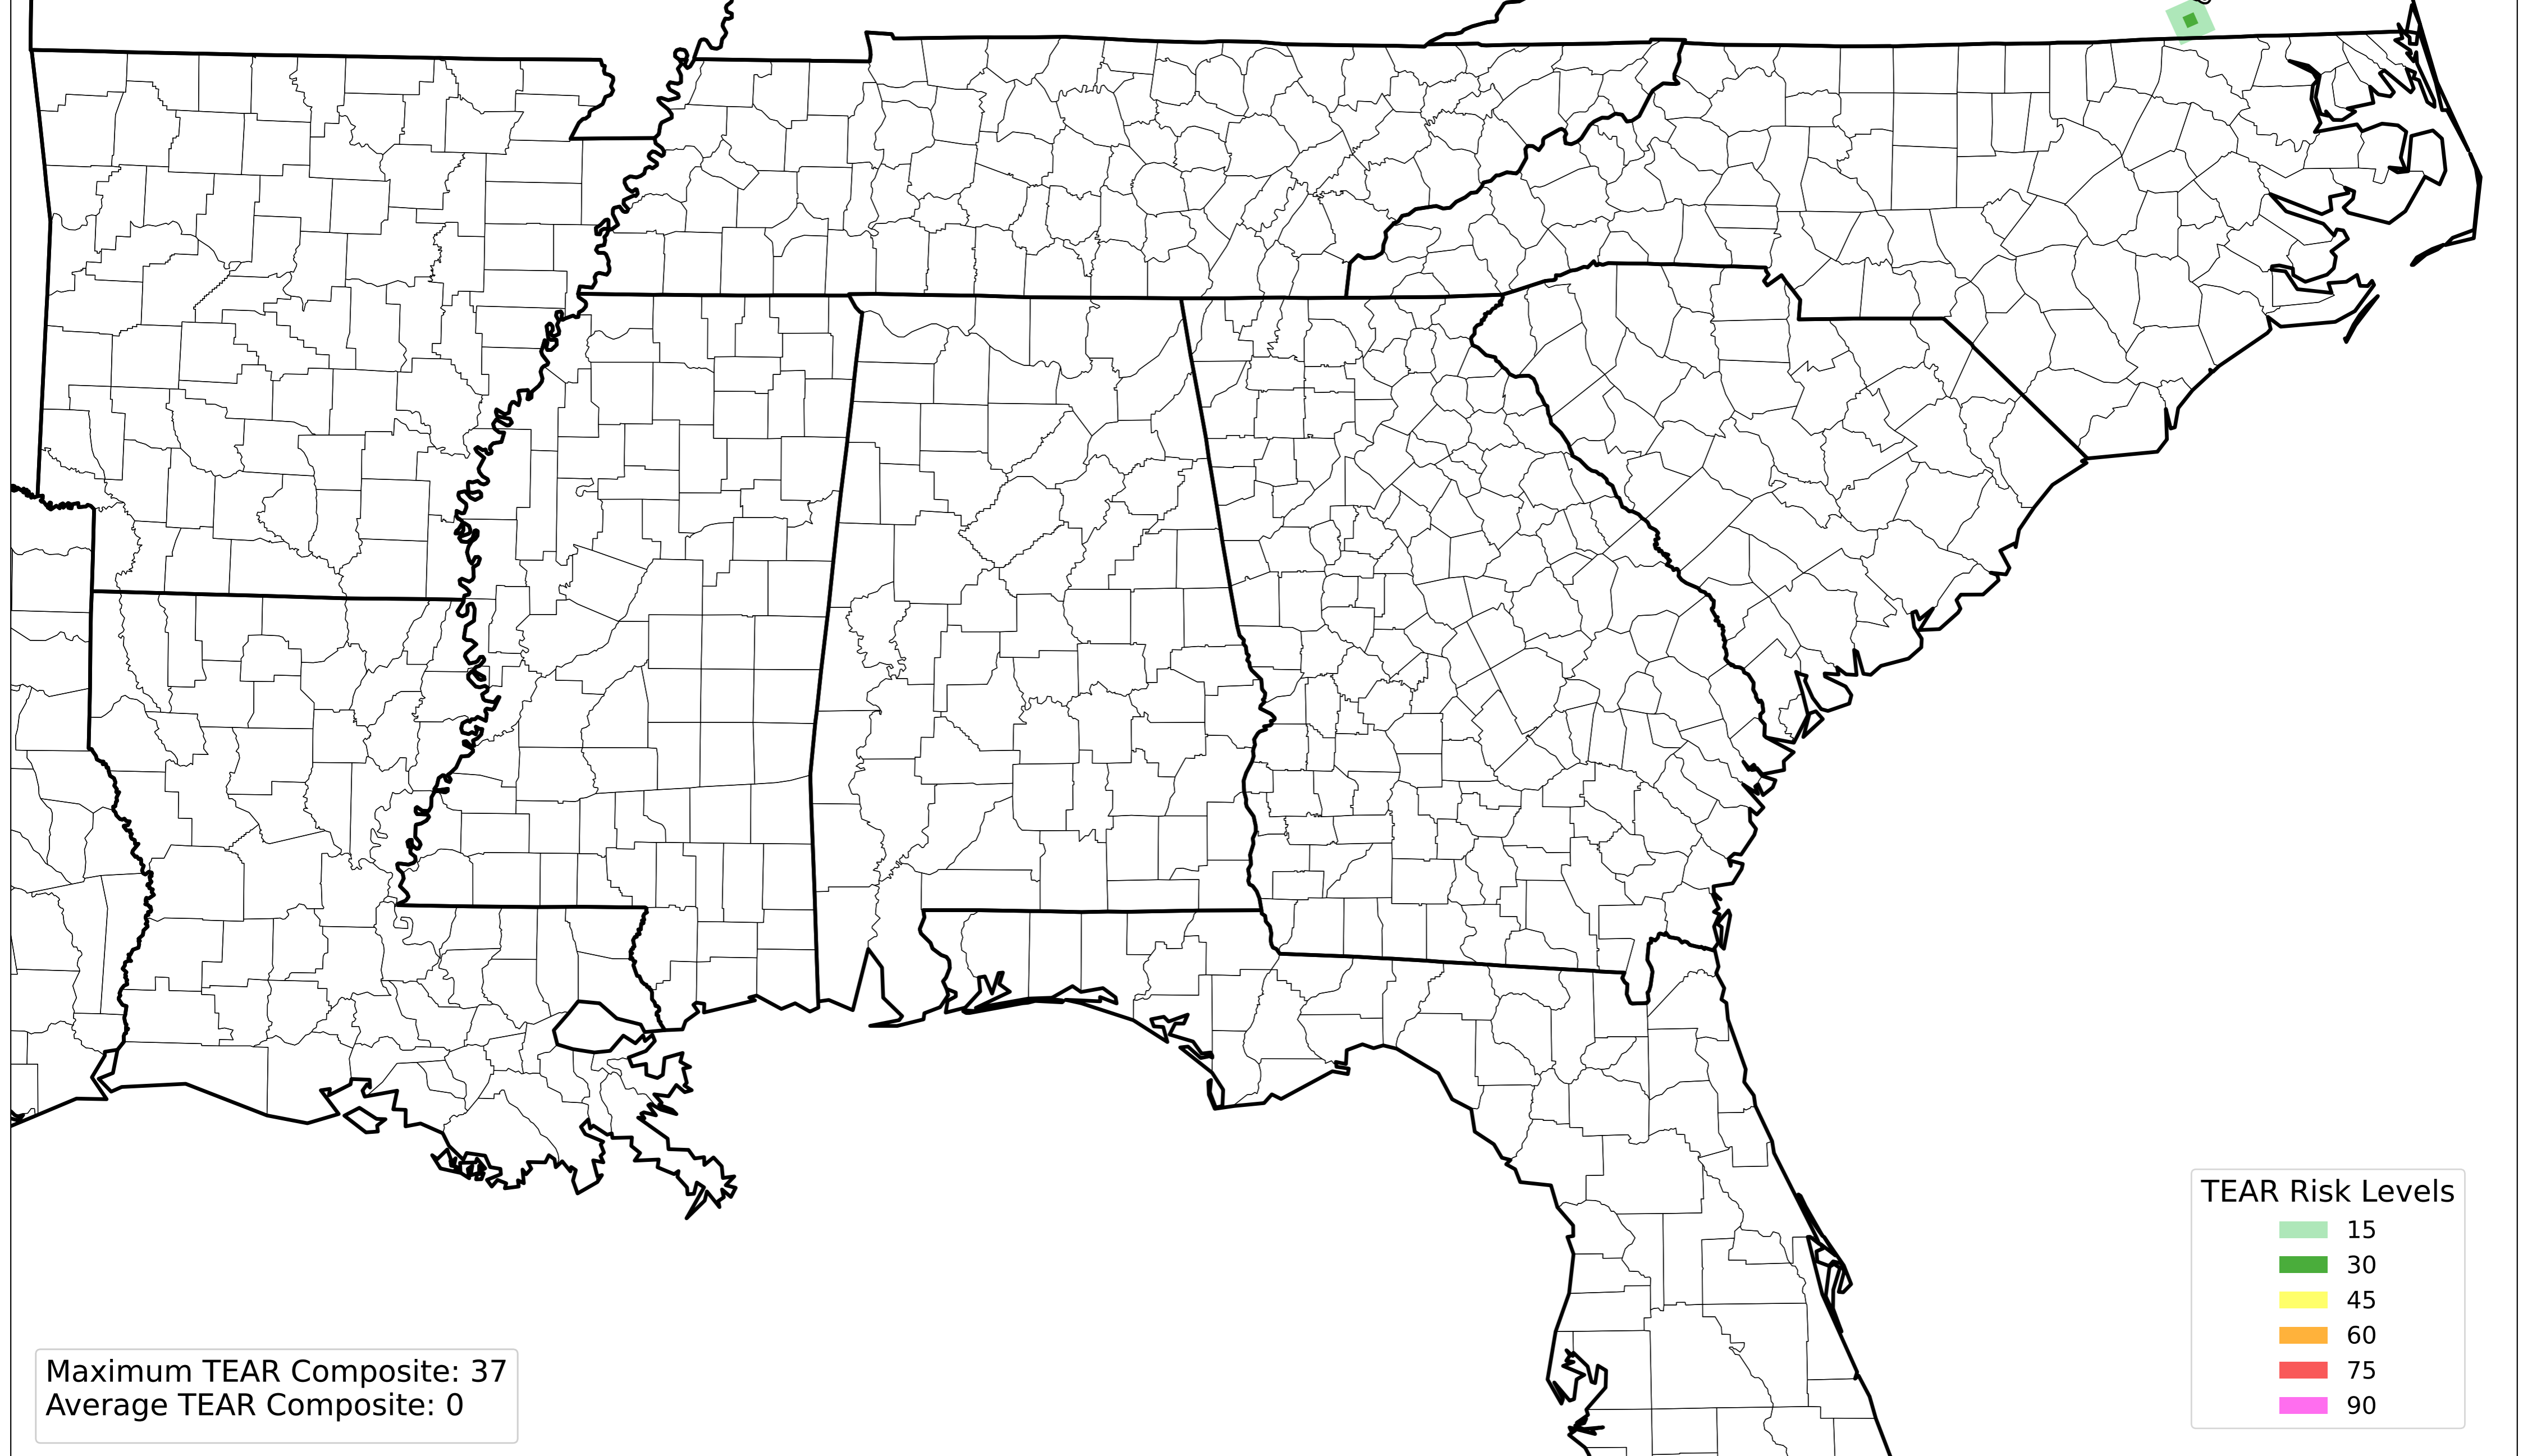 TEAR Risk Levels
15
30
45
60
75
90
Maximum TEAR Composite: 37
Average TEAR Composite: 0